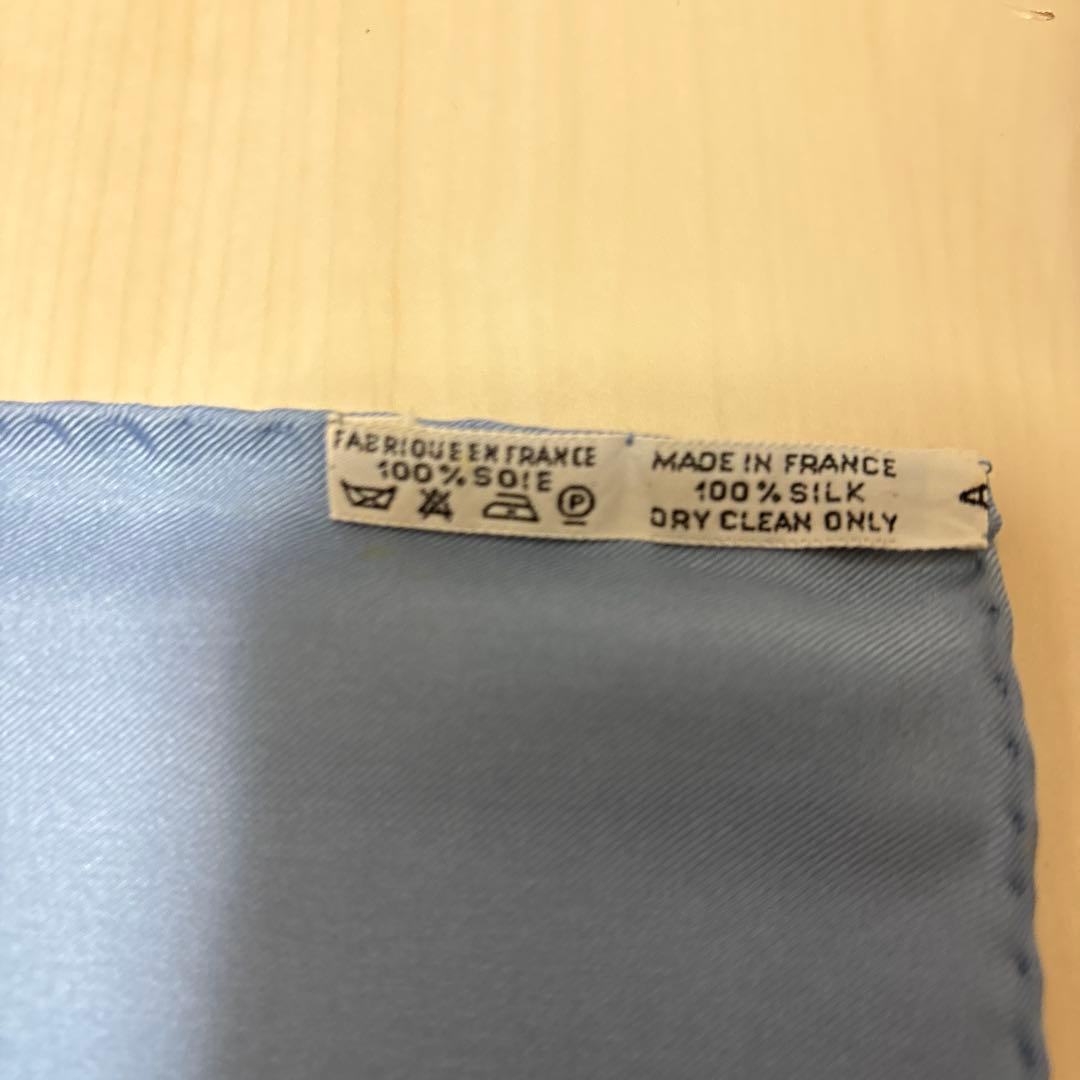 FABRIQUE EN FRANCE
100% SOIE
P
MADE IN FRANCE
100% SILK
DRY CLEAN ONLY
A